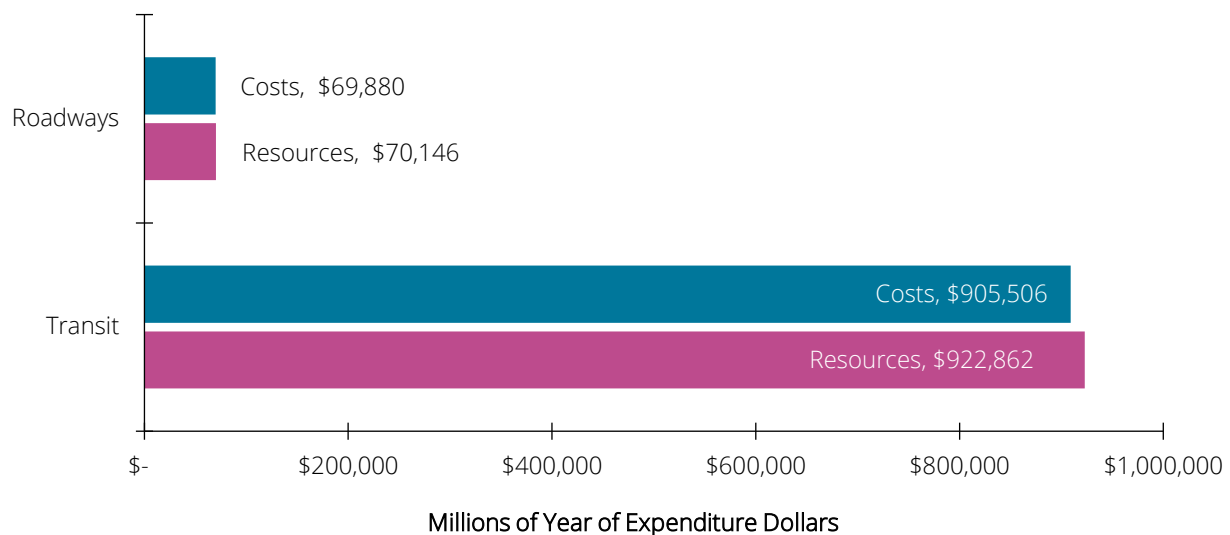 Costs,  $69,880
Roadways
Resources,  $70,146
Costs, $905,506
Transit
Resources, $922,862
$-
$200,000
$400,000
$600,000
$800,000
$1,000,000
Millions of Year of Expenditure Dollars